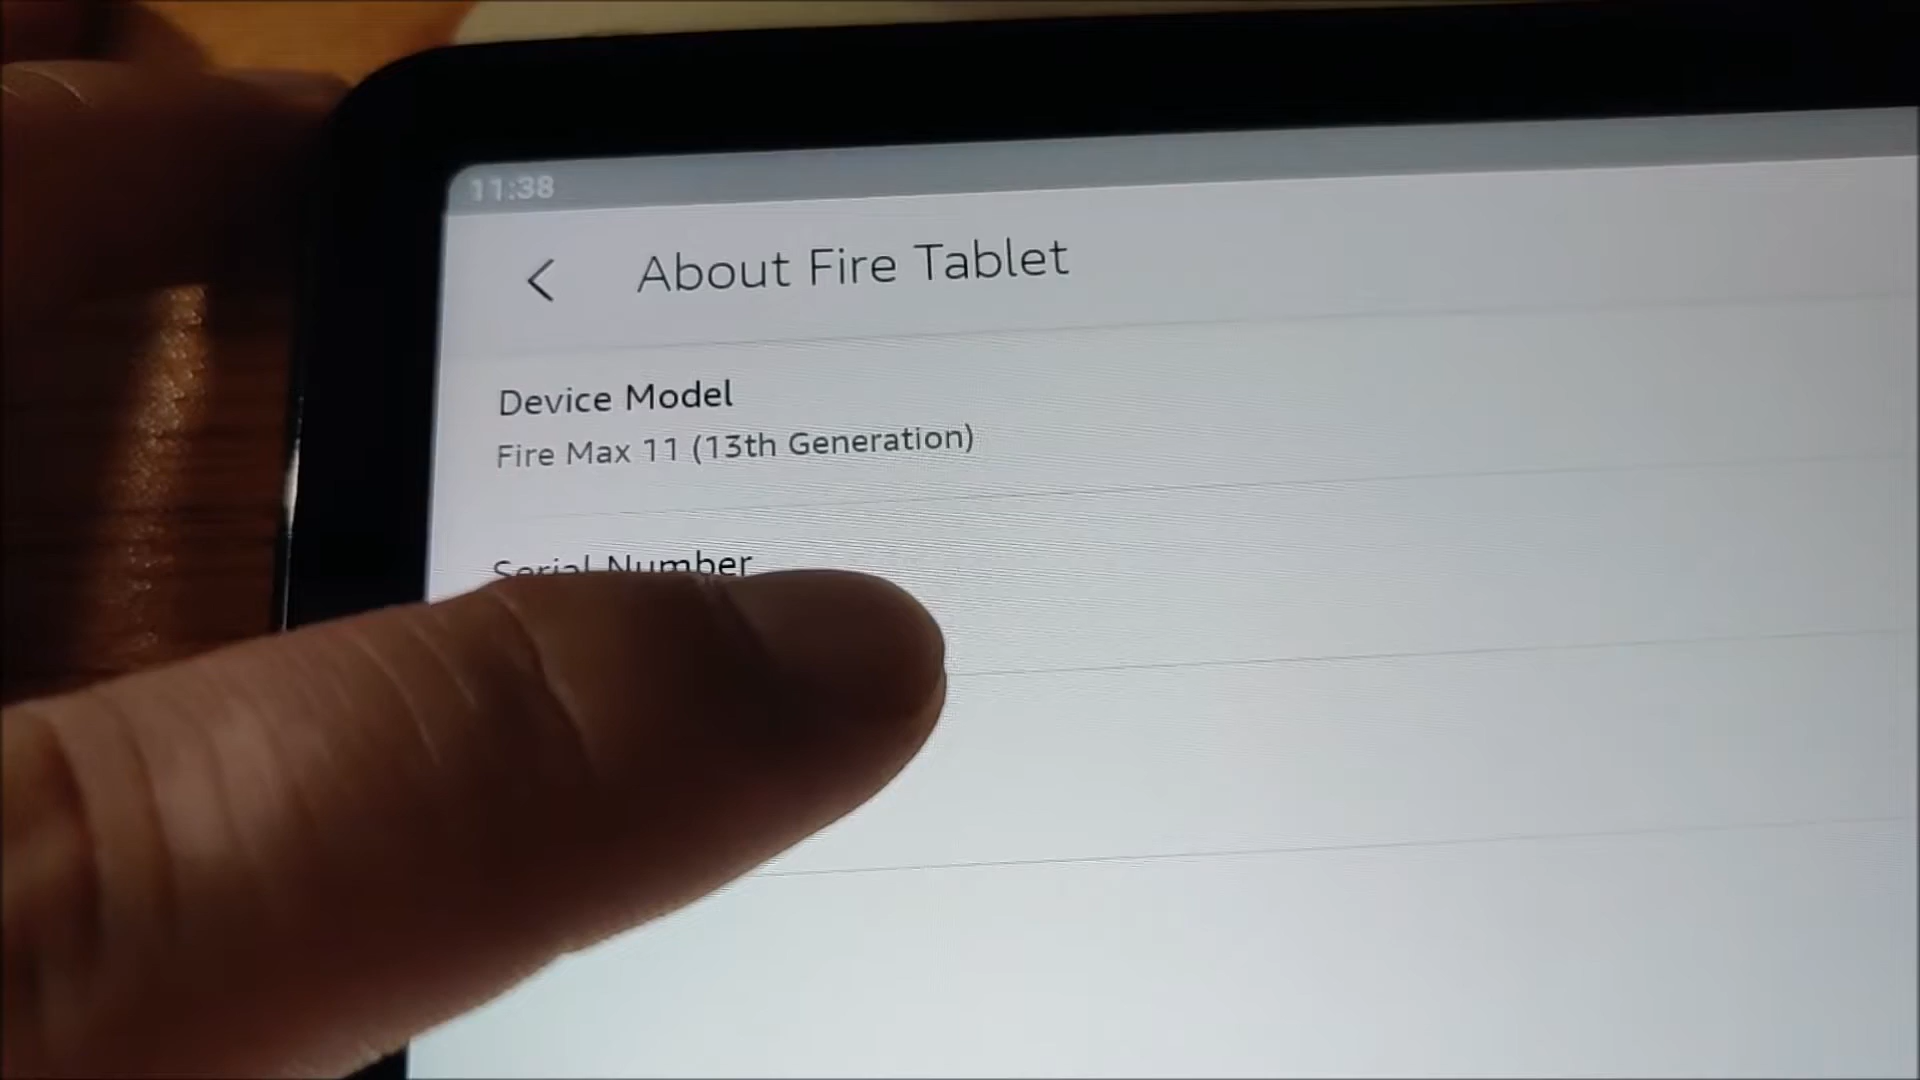 11:38
About Fire Tablet
Device Model
Fire Max 11 (13th Generation)
Serial Number